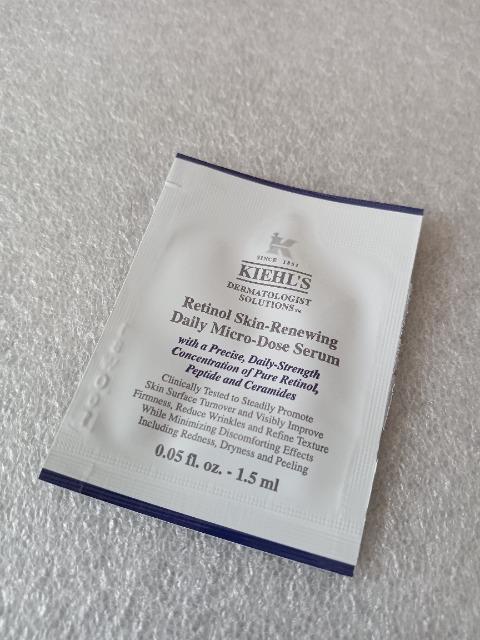 K
SINCE 1851
KIEHL'S
DERMATOLOGIST
SOLUTIONS™
Retinol Skin-Renewing
Daily Micro-Dose Serum
with a Precise, Daily-Strength
Concentration of Pure Retinol,
Peptide and Ceramides
Clinically Tested to Steadily Promote
Skin Surface Turnover and Visibly Improve
Firmness, Reduce Wrinkles and Refine Texture
While Minimizing Discomforting Effects
Including Redness, Dryness and Peeling
0.05 fl. oz. - 1.5 ml